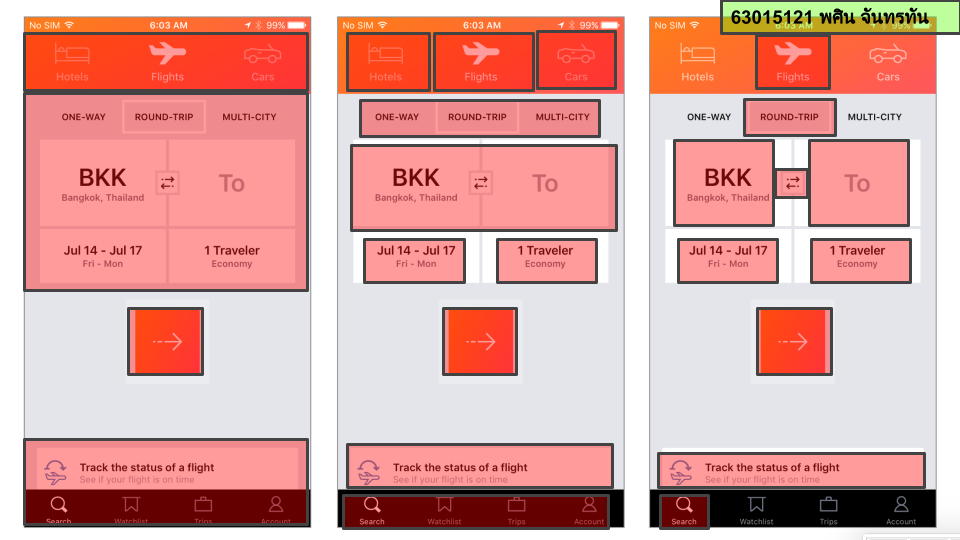 63015121 พศิน จันทรทัน
No SIM 6:03 AM 99%
Hotels Flights Cars
ONE-WAY ROUND-TRIP MULTI-CITY
BKK To
Bangkok, Thailand
Jul 14 - Jul 17 1 Traveler
Fri - Mon Economy
Track the status of a flight
See if your flight is on time
Search Watchlist Trips Account
No SIM 6:03 AM 99%
Hotels Flights Cars
ONE-WAY ROUND-TRIP MULTI-CITY
BKK To
Bangkok, Thailand
Jul 14 - Jul 17 1 Traveler
Fri - Mon Economy
Track the status of a flight
See if your flight is on time
Search Watchlist Trips Account
No SIM 6:03 AM 99%
Hotels Flights Cars
ONE-WAY ROUND-TRIP MULTI-CITY
BKK To
Bangkok, Thailand
Jul 14 - Jul 17 1 Traveler
Fri - Mon Economy
Track the status of a flight
See if your flight is on time
Search Watchlist Trips Account